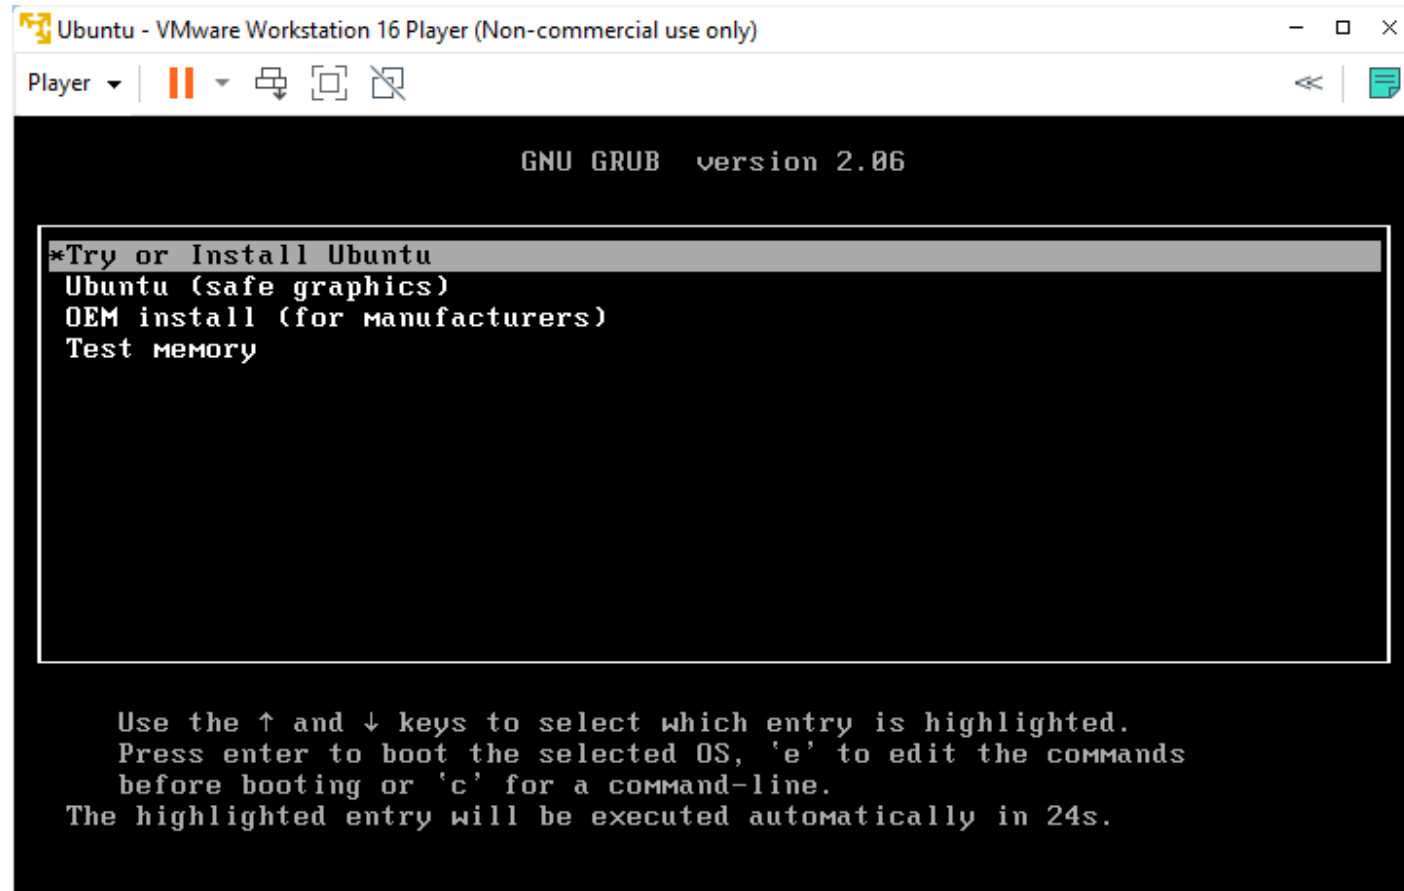 Ubuntu - VMware Workstation 16 Player (Non-commercial use only)
Player
GNU GRUB version 2.06
*Try or Install Ubuntu
Ubuntu (safe graphics)
OEM install (for manufacturers)
Test memory
Use the ↑ and ↓ keys to select which entry is highlighted.
Press enter to boot the selected OS, 'e' to edit the commands
before booting or 'c' for a command-line.
The highlighted entry will be executed automatically in 24s.